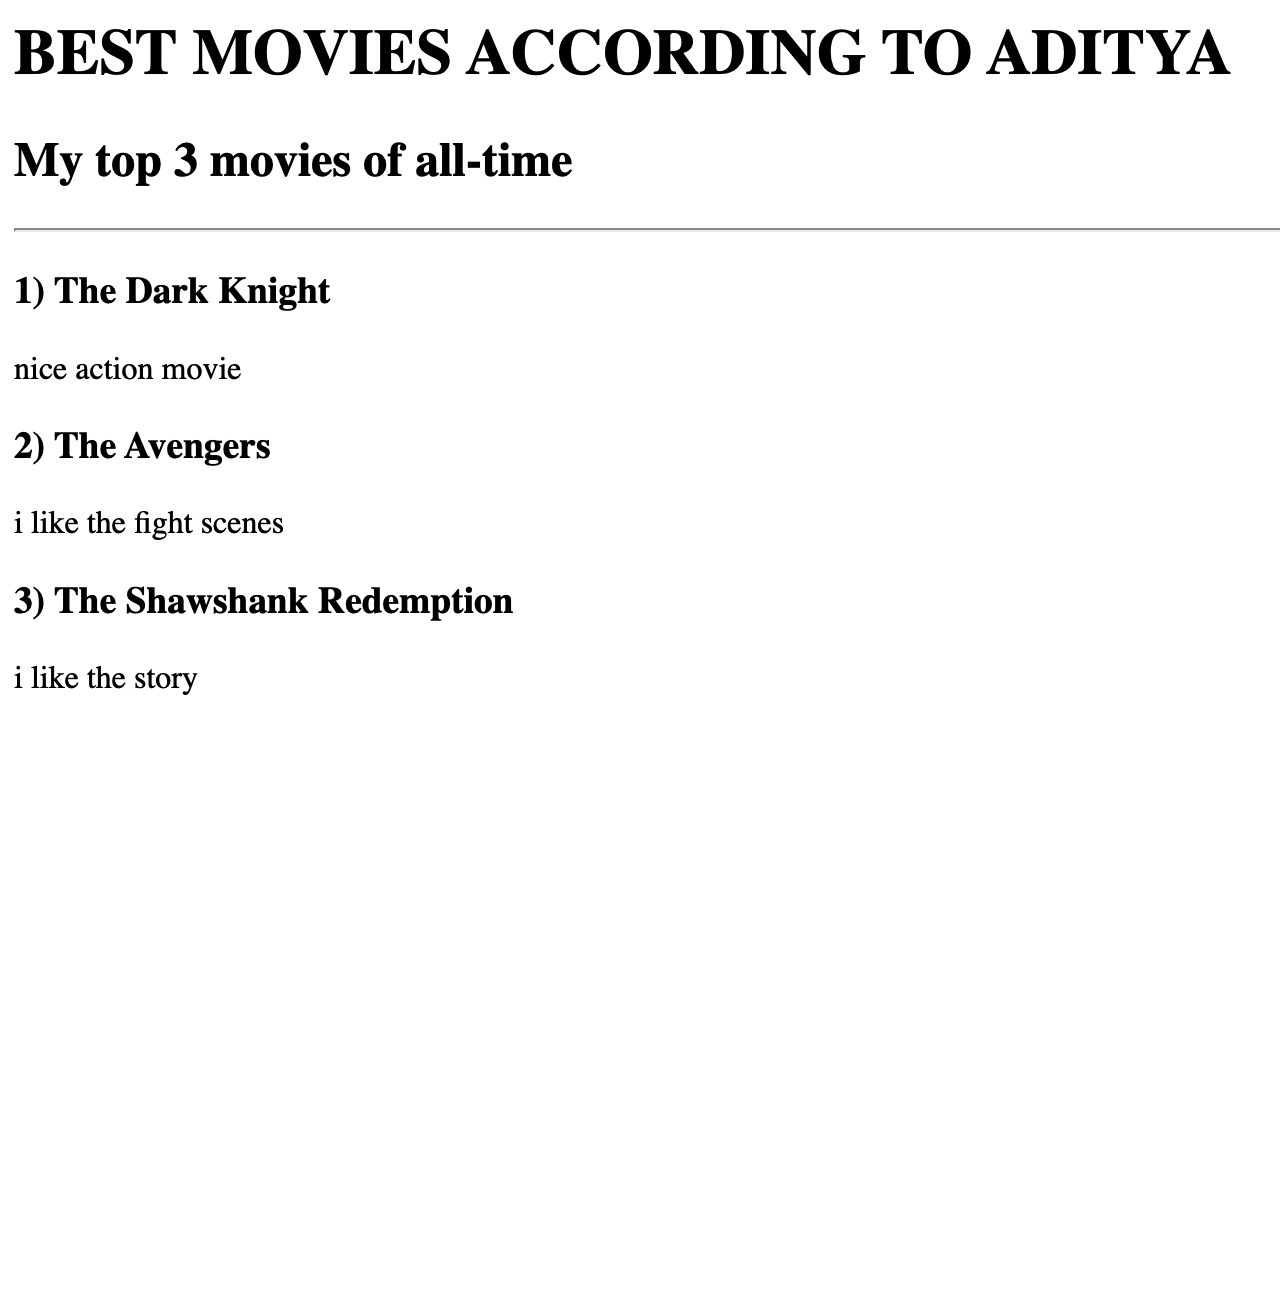 BEST MOVIES ACCORDING TO ADITYA
My top 3 movies of all-time
1) The Dark Knight
nice action movie
2) The Avengers
i like the fight scenes
3) The Shawshank Redemption
i like the story